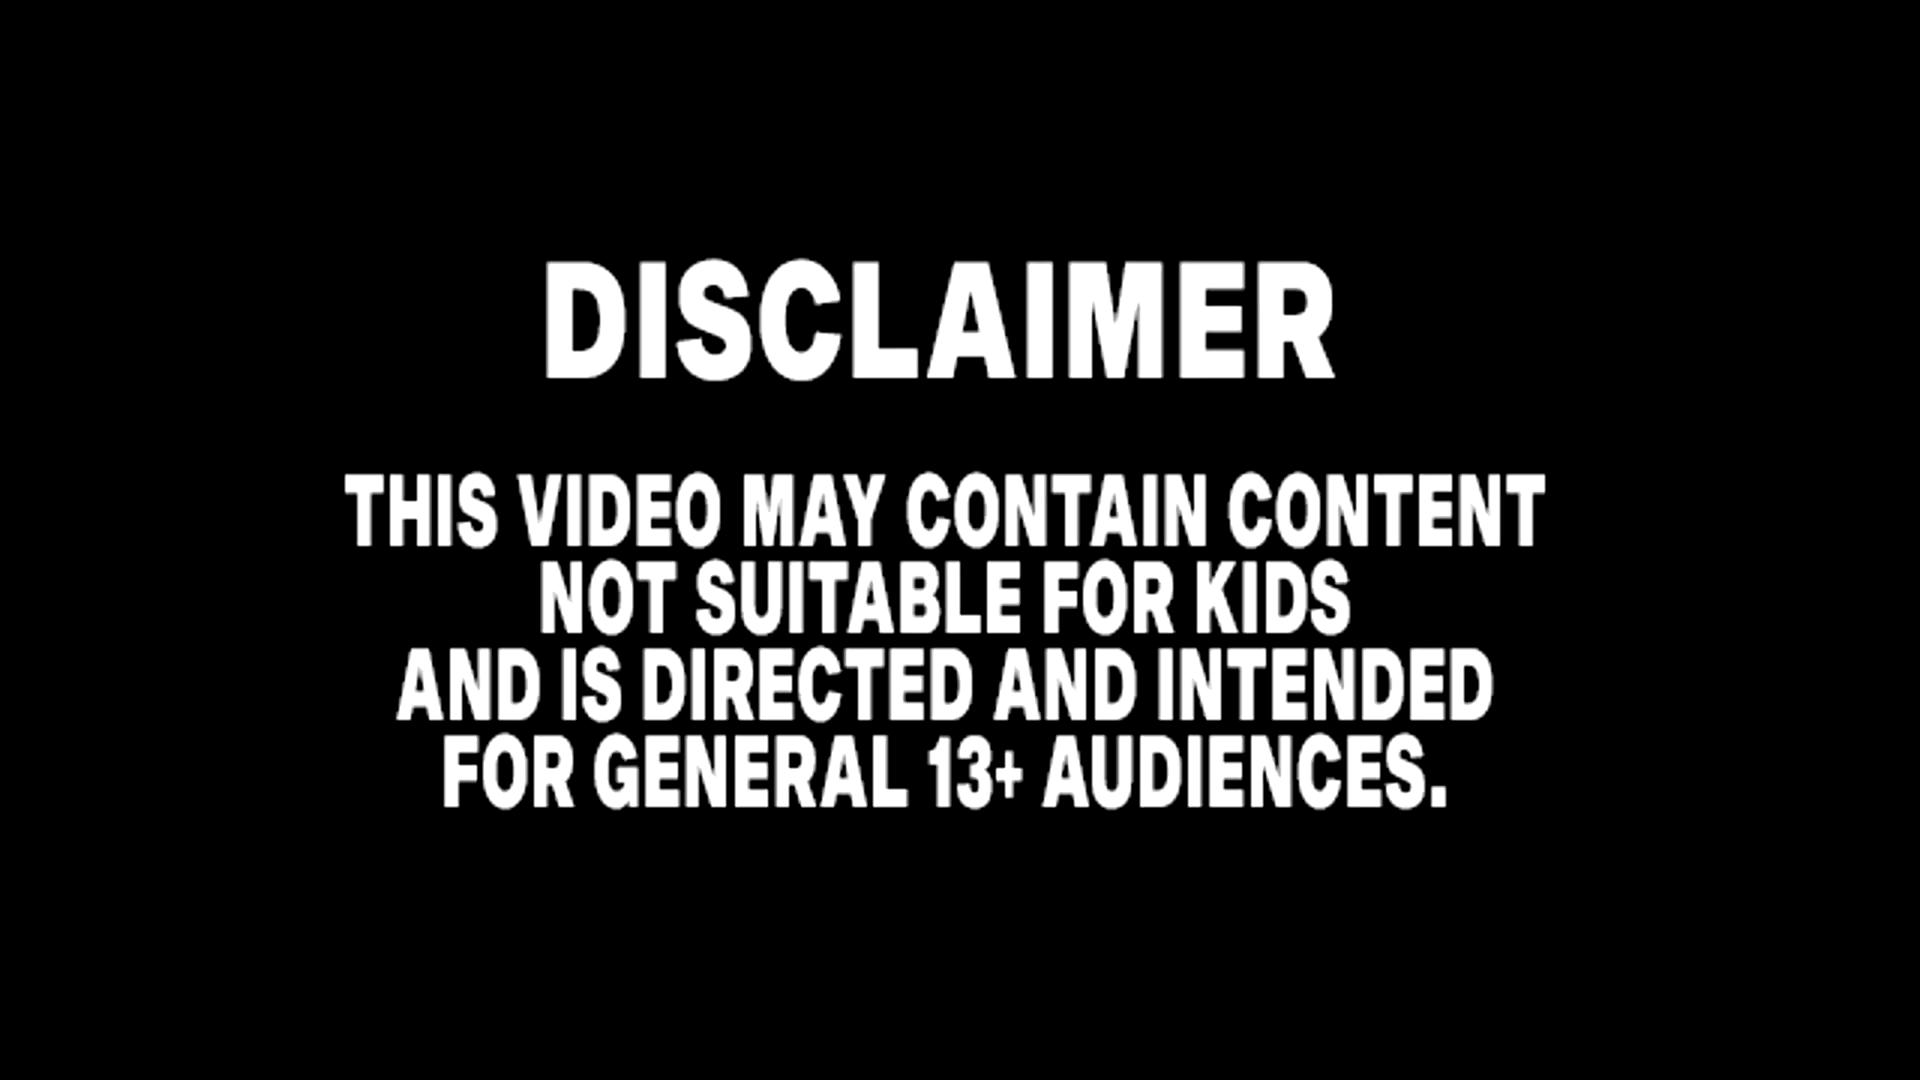 DISCLAIMER
THIS VIDEO MAY CONTAIN CONTENT
NOT SUITABLE FOR KIDS
AND IS DIRECTED AND INTENDED
FOR GENERAL 13+ AUDIENCES.